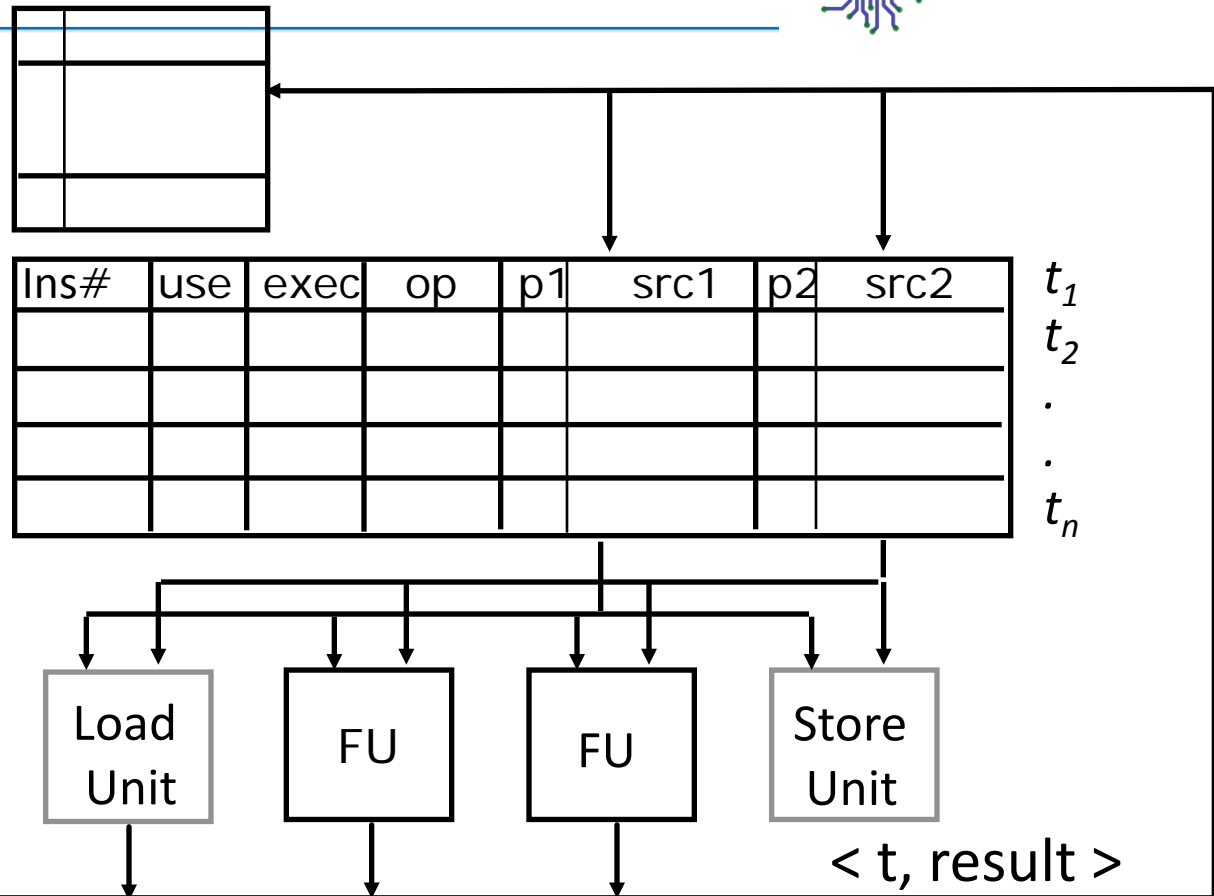 Ins# use exec op p1 src1 p2 src2 t₁
t₂
.
.
tₙ
Load Unit
FU
FU
Store Unit
< t, result >